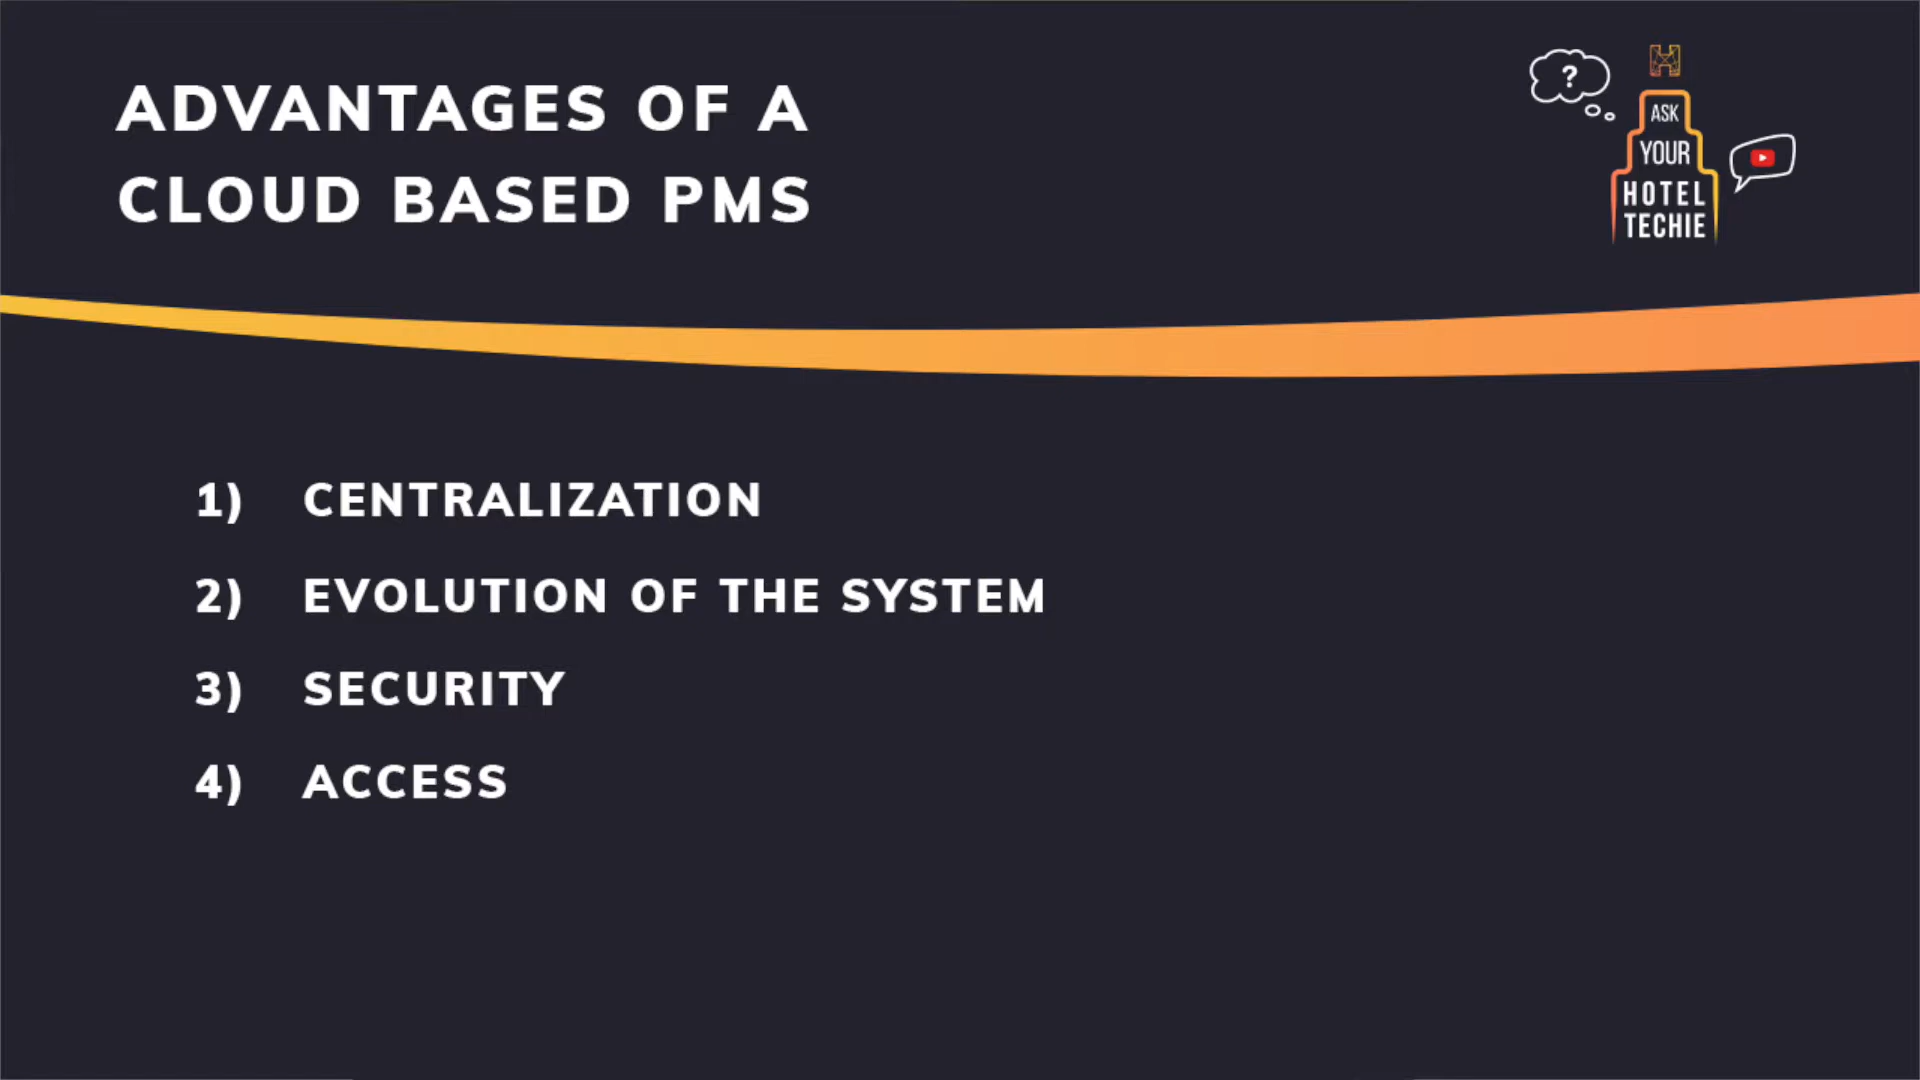 ADVANTAGES OF A
CLOUD BASED PMS
?
ASK
YOUR
HOTEL
TECHIE
1) CENTRALIZATION
2) EVOLUTION OF THE SYSTEM
3) SECURITY
4) ACCESS